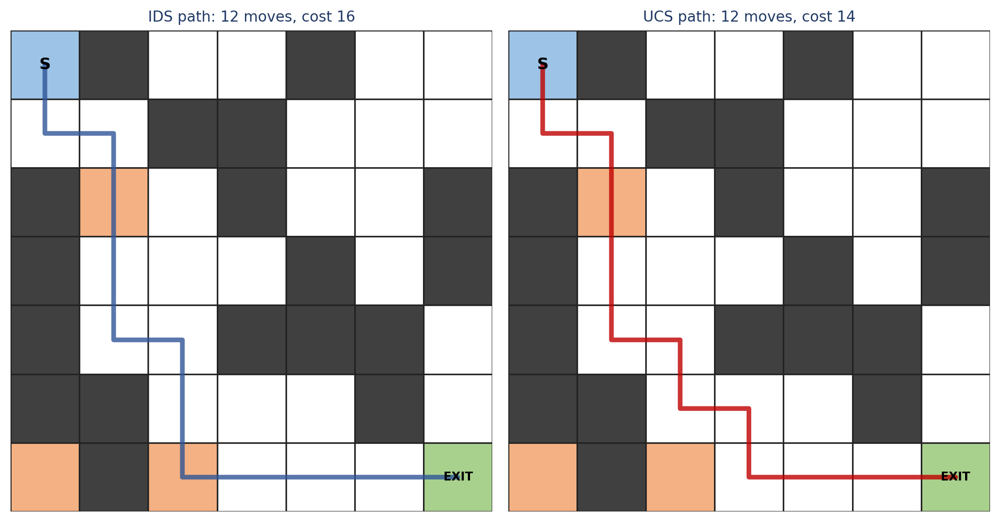 IDS path: 12 moves, cost 16
UCS path: 12 moves, cost 14
S
S
EXIT
EXIT